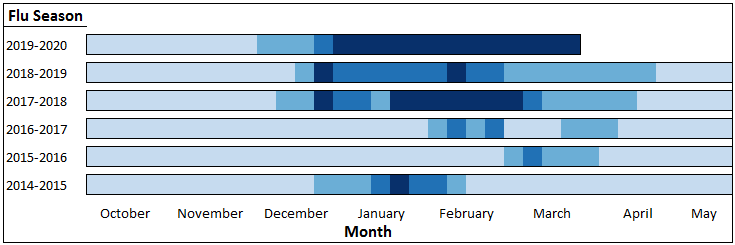 Flu Season
2019-2020
2018-2019
2017-2018
2016-2017
2015-2016
2014-2015
October November December January February March April May
Month